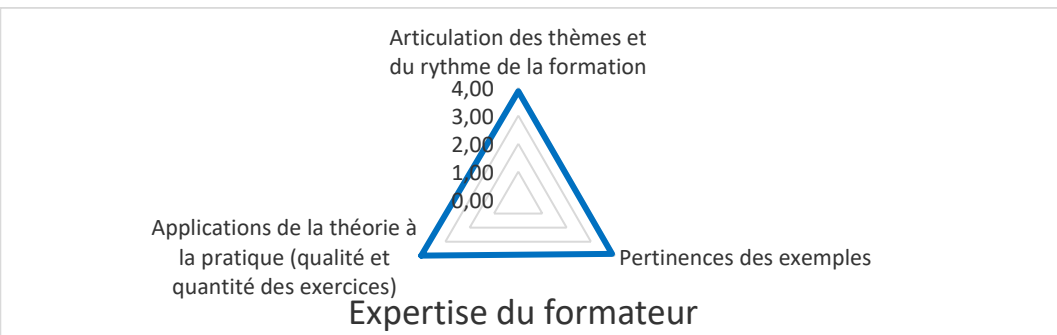 Articulation des thèmes et
du rythme de la formation
4,00
3,00
2,00
1,00
0,00
Applications de la théorie à
la pratique (qualité et
quantité des exercices)
Pertinences des exemples
Expertise du formateur